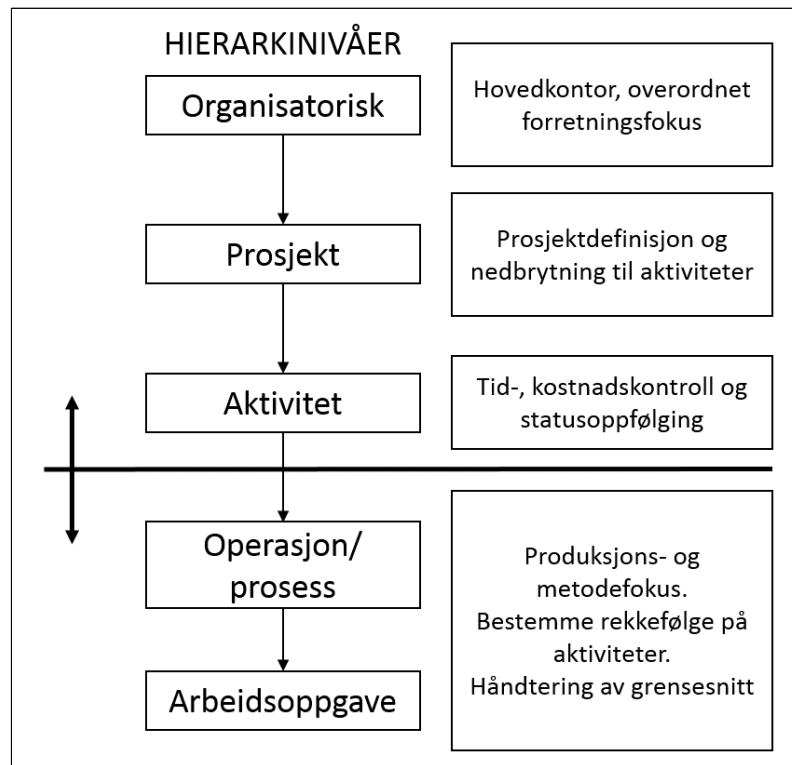 HIERARKINIVÅER
Organisatorisk
Hovedkontor, overordnet
forretningsfokus
Prosjekt
Prosjektdefinisjon og
nedbrytning til aktiviteter
Aktivitet
Tid-, kostnadskontroll og
statusoppfølging
Operasjon/
prosess
Produksjons- og
metodefokus.
Bestemme rekkefølge på
aktiviteter.
Håndtering av grensesnitt
Arbeidsoppgave